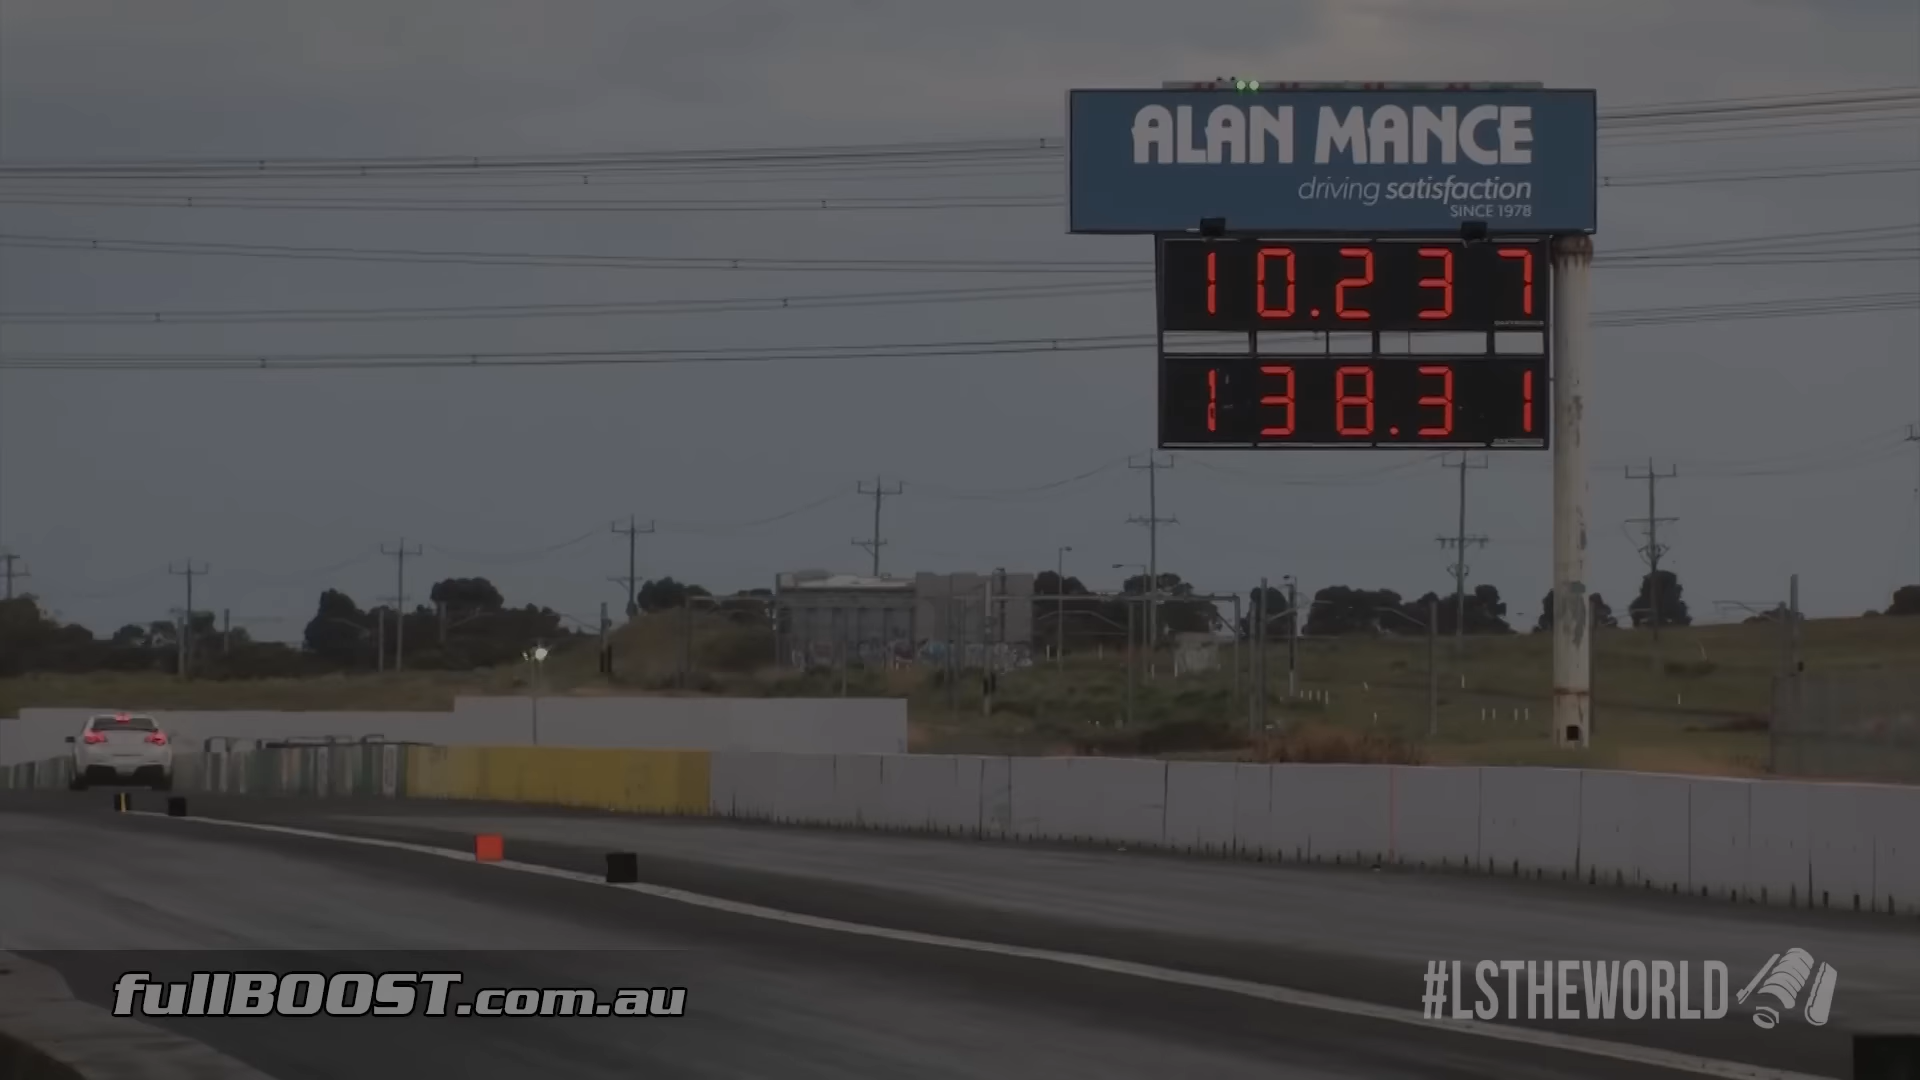 ALAN MANCE
driving satisfaction
SINCE 1978
10.237
138.31
fullBOOST.com.au
#LSTHEWORLD